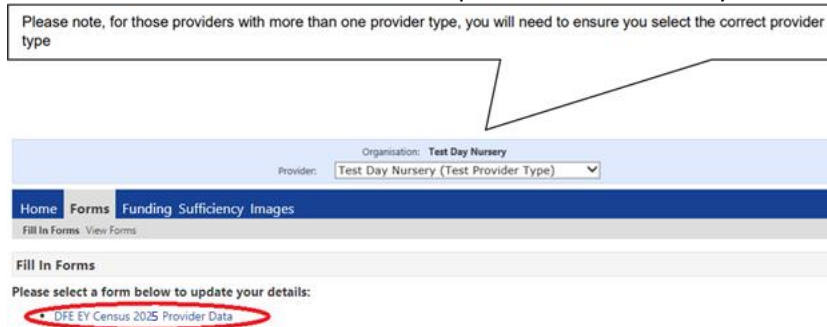 Please note, for those providers with more than one provider type, you will need to ensure you select the correct provider
type
Organisation: Test Day Nursery
Provider: Test Day Nursery (Test Provider Type)
Home Forms Funding Sufficiency Images
Fill In Forms View Forms
Fill In Forms
Please select a form below to update your details:
• DFE EY Census 2025 Provider Data